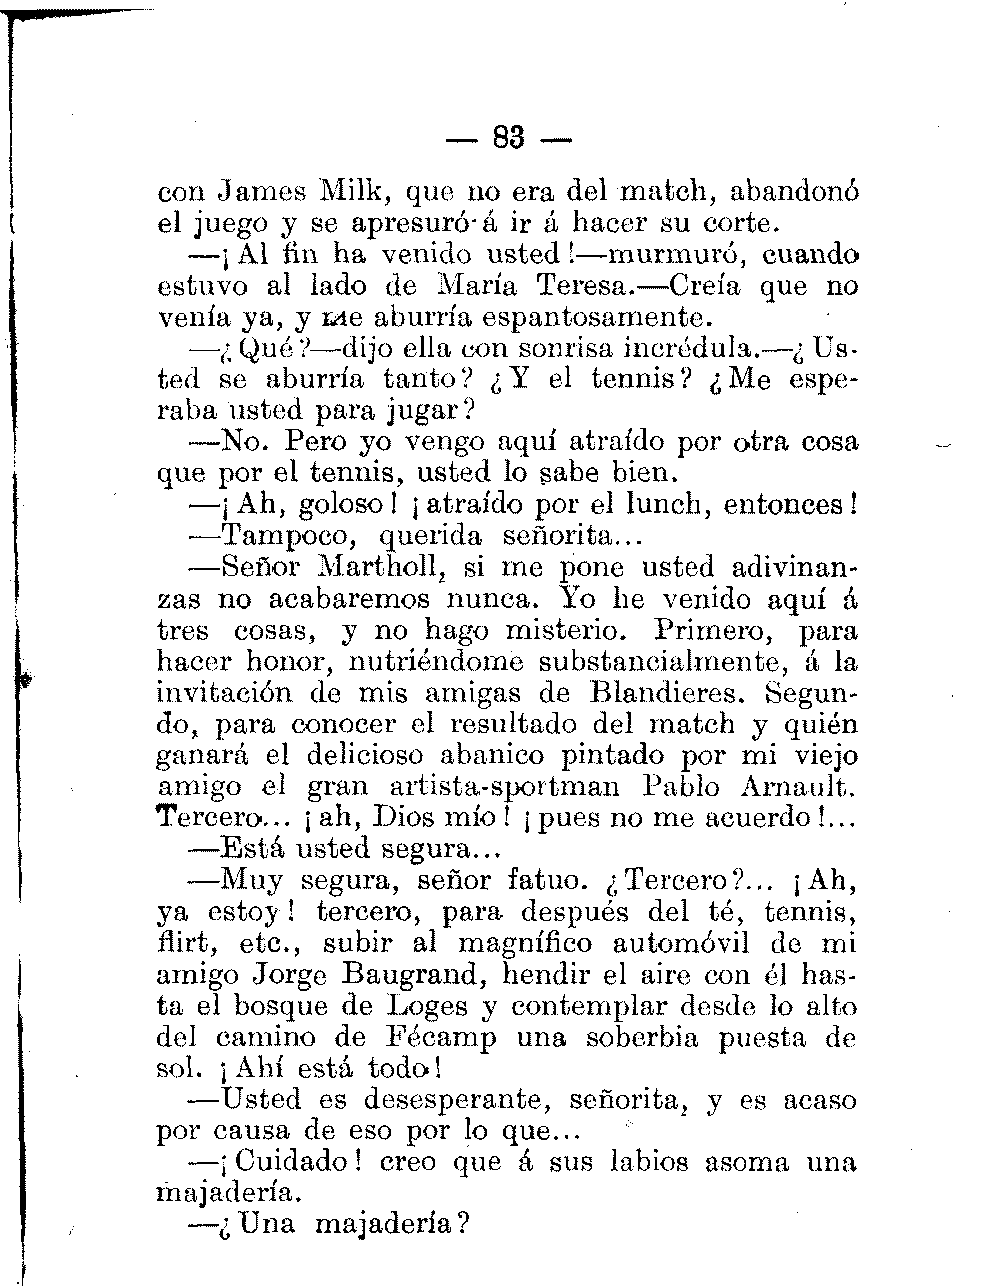 — 83 —
con James Milk, que no era del match, abandonó
el juego y se apresuró á ir á hacer su corte.
—¡Al fin ha venido usted!—murmuró, cuando
estuvo al lado de María Teresa.—Creía que no
venía ya, y me aburría espantosamente.
—¿Qué?—dijo ella con sonrisa incrédula.—¿Us-
ted se aburría tanto? ¿Y el tennis? ¿Me espe-
raba usted para jugar?
—No. Pero yo vengo aquí atraído por otra cosa
que por el tennis, usted lo sabe bien.
—¡Ah, goloso! ¡atraído por el lunch, entonces!
—Tampoco, querida señorita...
—Señor Martholl, si me pone usted adivinan-
zas no acabaremos nunca. Yo he venido aquí á
tres cosas, y no hago misterio. Primero, para
hacer honor, nutriéndome substancialmente, á la
invitación de mis amigas de Blandieres. Segun-
do, para conocer el resultado del match y quién
ganará el delicioso abanico pintado por mi viejo
amigo el gran artista-sportman Pablo Arnault.
Tercero... ¡ah, Dios mío! ¡pues no me acuerdo!...
—Está usted segura...
—Muy segura, señor fatuo. ¿Tercero?... ¡Ah,
ya estoy! tercero, para después del té, tennis,
flirt, etc., subir al magnífico automóvil de mi
amigo Jorge Baugrand, hendir el aire con él has-
ta el bosque de Loges y contemplar desde lo alto
del camino de Fécamp una soberbia puesta de
sol. ¡Ahí está todo!
—Usted es desesperante, señorita, y es acaso
por causa de eso por lo que...
—¡Cuidado! creo que á sus labios asoma una
majadería.
—¿Una majadería?